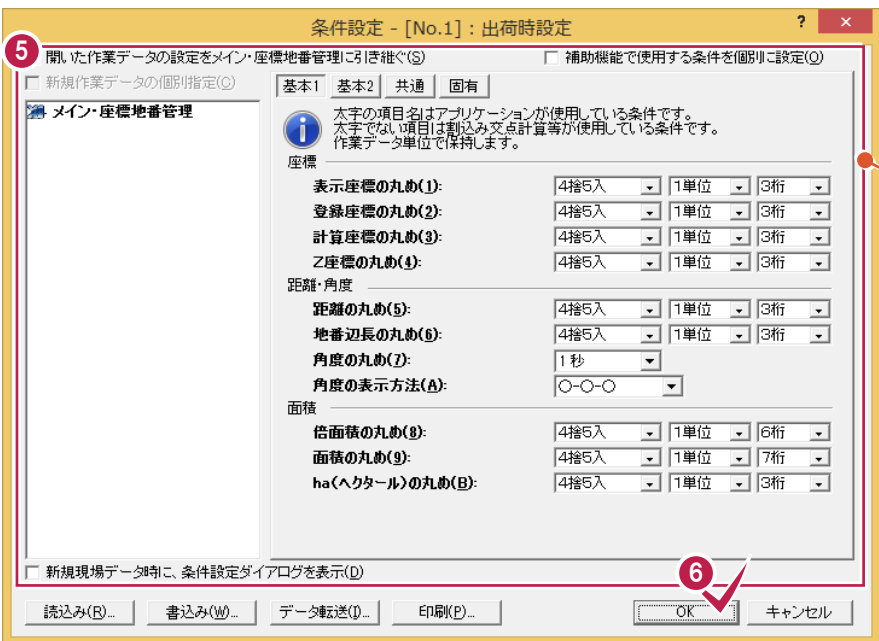 条件設定 - [No.1]：出荷時設定
? ×
5
開いた作業データの設定をメイン・座標地番管理に引き継ぐ(S)
補助機能で使用する条件を個別に設定(O)
新規作業データの個別指定(C)
メイン・座標地番管理
基本1 基本2 共通 固有
太字の項目名はアプリケーションが使用している条件です。
太字でない項目は割込み交点計算等が使用している条件です。
作業データ単位で保持します。
座標
表示座標の丸め(1): 4捨5入 1単位 3桁
登録座標の丸め(2): 4捨5入 1単位 3桁
計算座標の丸め(3): 4捨5入 1単位 3桁
Z座標の丸め(4): 4捨5入 1単位 3桁
距離・角度
距離の丸め(5): 4捨5入 1単位 3桁
地番辺長の丸め(6): 4捨5入 1単位 3桁
角度の丸め(7): 1秒
角度の表示方法(A): ○-○-○
面積
倍面積の丸め(8): 4捨5入 1単位 6桁
面積の丸め(9): 4捨5入 1単位 7桁
ha(ヘクタール)の丸め(B): 4捨5入 1単位 3桁
新規現場データ時に、条件設定ダイアログを表示(D)
6
読込み(R)... 書込み(W)... データ転送(I)... 印刷(P)... OK キャンセル